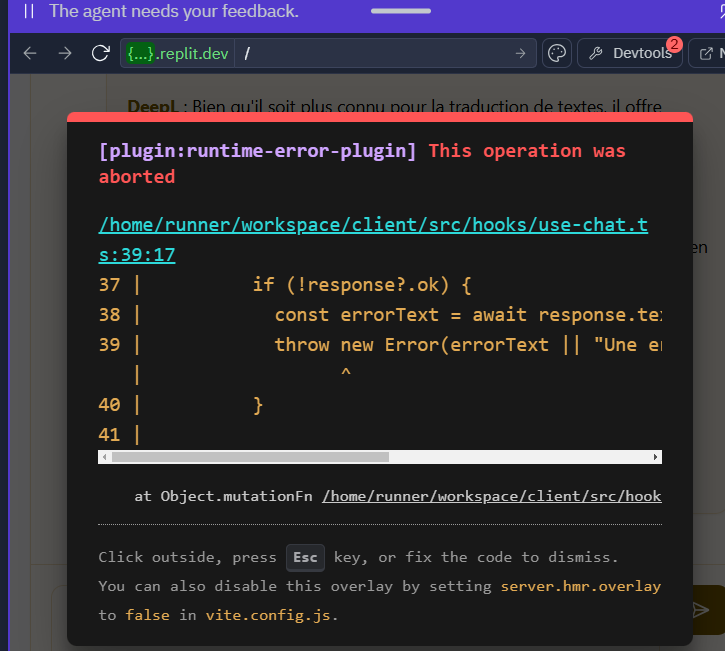 The agent needs your feedback.
{...}.replit.dev /
Devtools
2
DeepL : Bien qu'il soit plus connu pour la traduction de textes, il offre
[plugin:runtime-error-plugin] This operation was
aborted
/home/runner/workspace/client/src/hooks/use-chat.t
s:39:17
en
37 | if (!response?.ok) {
38 | const errorText = await response.te
39 | throw new Error(errorText || "Une e
| ^
40 | }
41 |
at Object.mutationFn /home/runner/workspace/client/src/hook
Click outside, press Esc key, or fix the code to dismiss.
You can also disable this overlay by setting server.hmr.overlay
to false in vite.config.js.